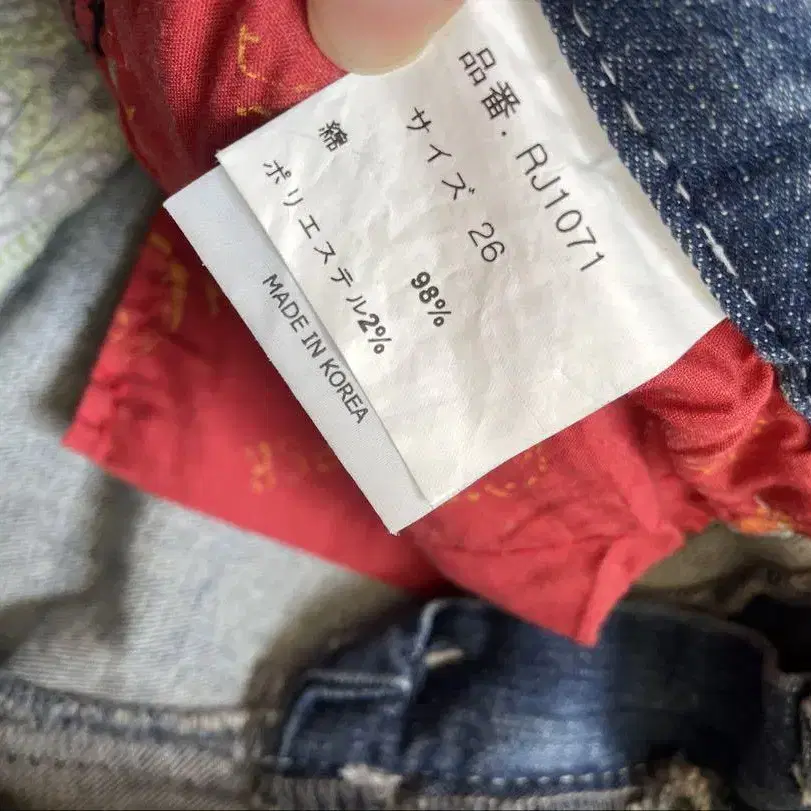 品番. RJ1071
サイズ 26
綿 98%
ポリエステル2%
MADE IN KOREA